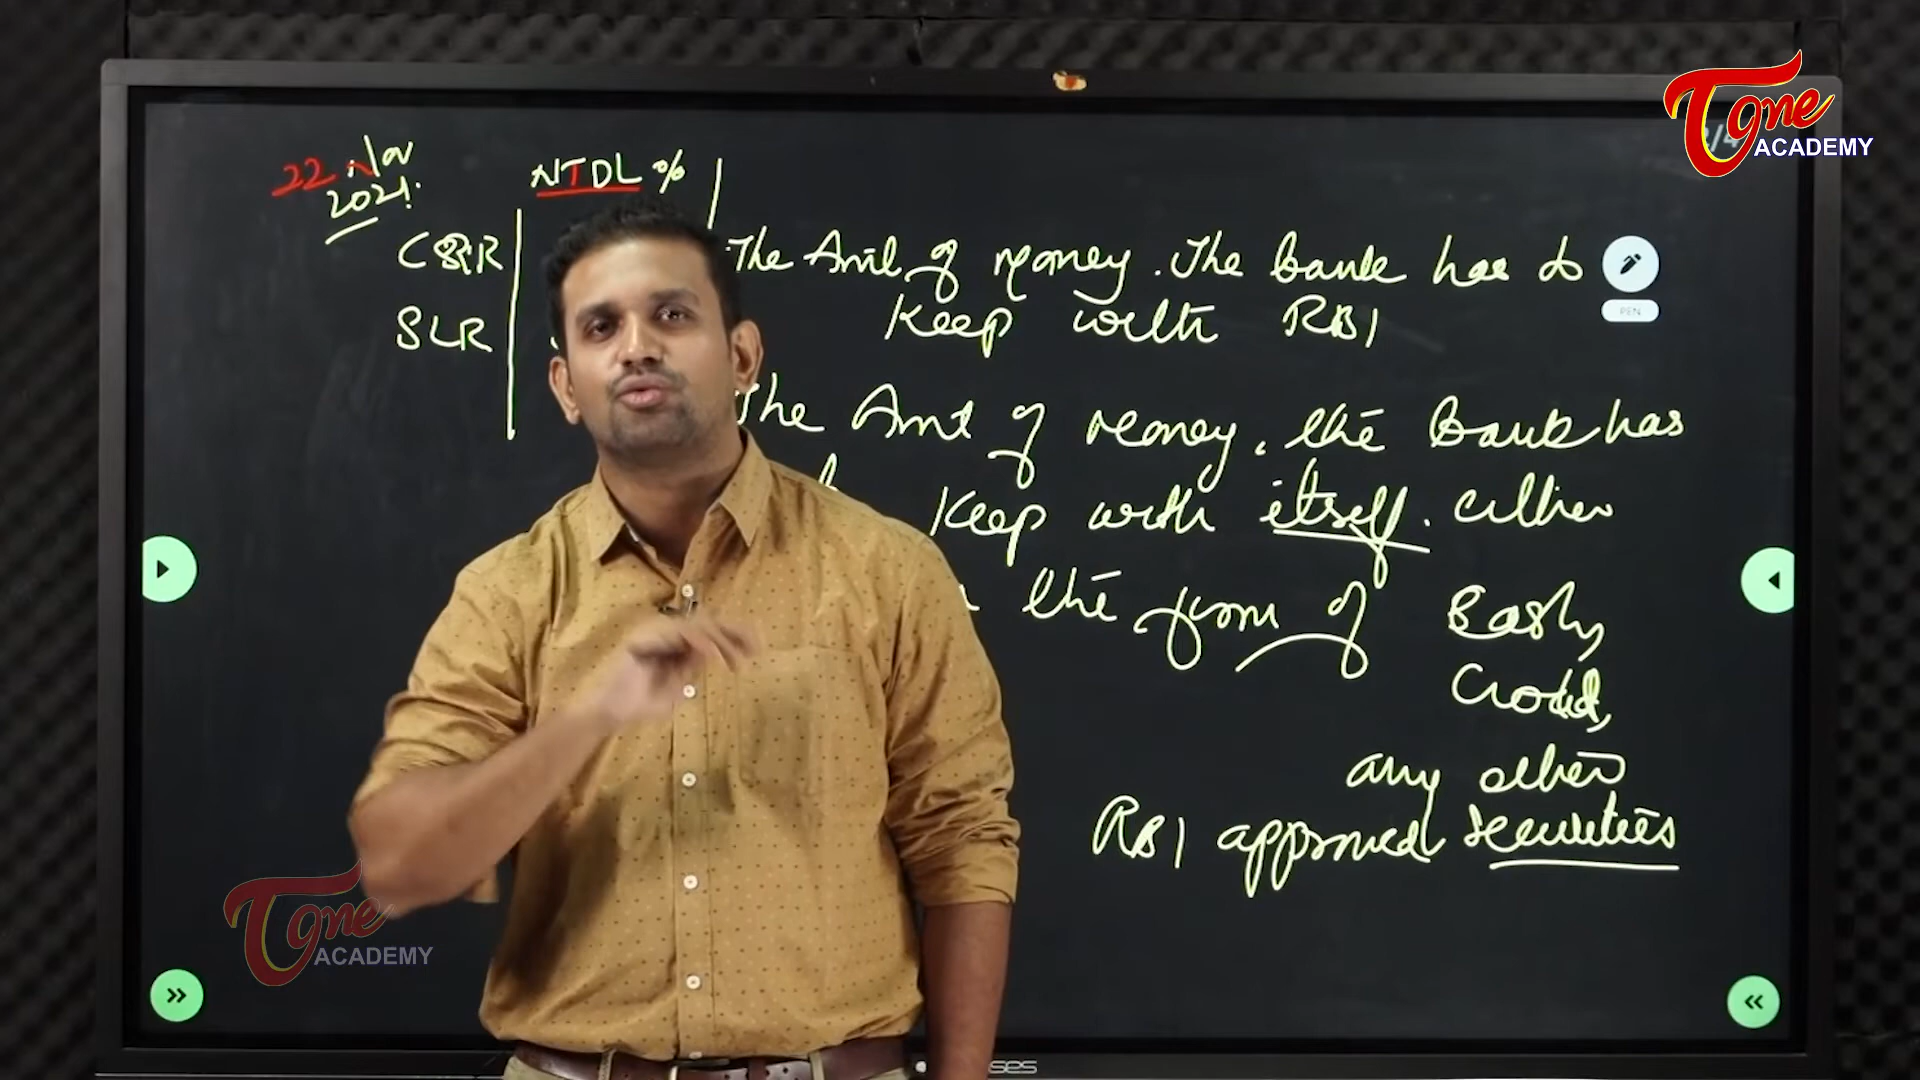 22 Nov
2021.
NTDL %
CRR
SLR
The Amt of money. The bank has to
keep with RBI
The Amt of money, the bank has
keep with itself. either
the form of Cash,
Gold,
any other
RBI approved securities
PEN
Tone
ACADEMY
Tone
ACADEMY